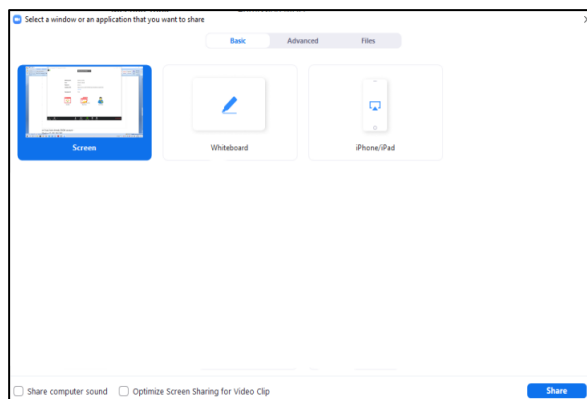 Select a window or an application that you want to share
Basic Advanced Files
Screen Whiteboard iPhone/iPad
Share computer sound Optimize Screen Sharing for Video Clip Share